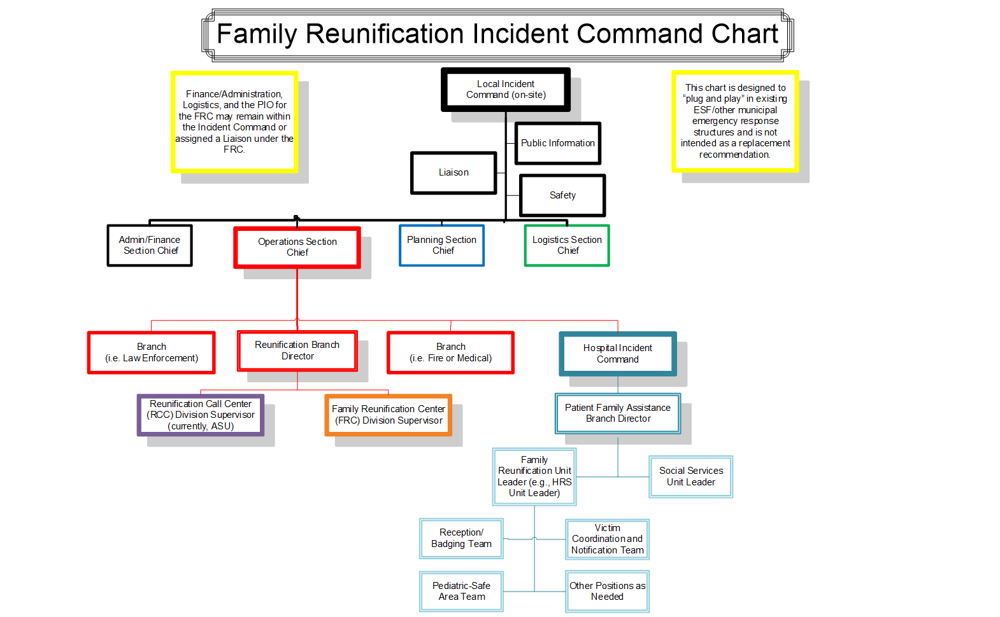 Family Reunification Incident Command Chart
Finance/Administration,
Logistics, and the PIO for
the FRC may remain within
the Incident Command or
assigned a Liaison under the
FRC.
Local Incident
Command (on-site)
This chart is designed to
“plug and play” in existing
ESF/other municipal
emergency response
structures and is not
intended as a replacement
recommendation.
Public Information
Liaison
Safety
Admin/Finance
Section Chief
Operations Section
Chief
Planning Section
Chief
Logistics Section
Chief
Branch
(i.e. Law Enforcement)
Reunification Branch
Director
Branch
(i.e. Fire or Medical)
Hospital Incident
Command
Reunification Call Center
(RCC) Division Supervisor
(currently, ASU)
Family Reunification Center
(FRC) Division Supervisor
Patient Family Assistance
Branch Director
Family
Reunification Unit
Leader (e.g., HRS
Unit Leader)
Social Services
Unit Leader
Reception/
Badging Team
Victim
Coordination and
Notification Team
Pediatric-Safe
Area Team
Other Positions as
Needed